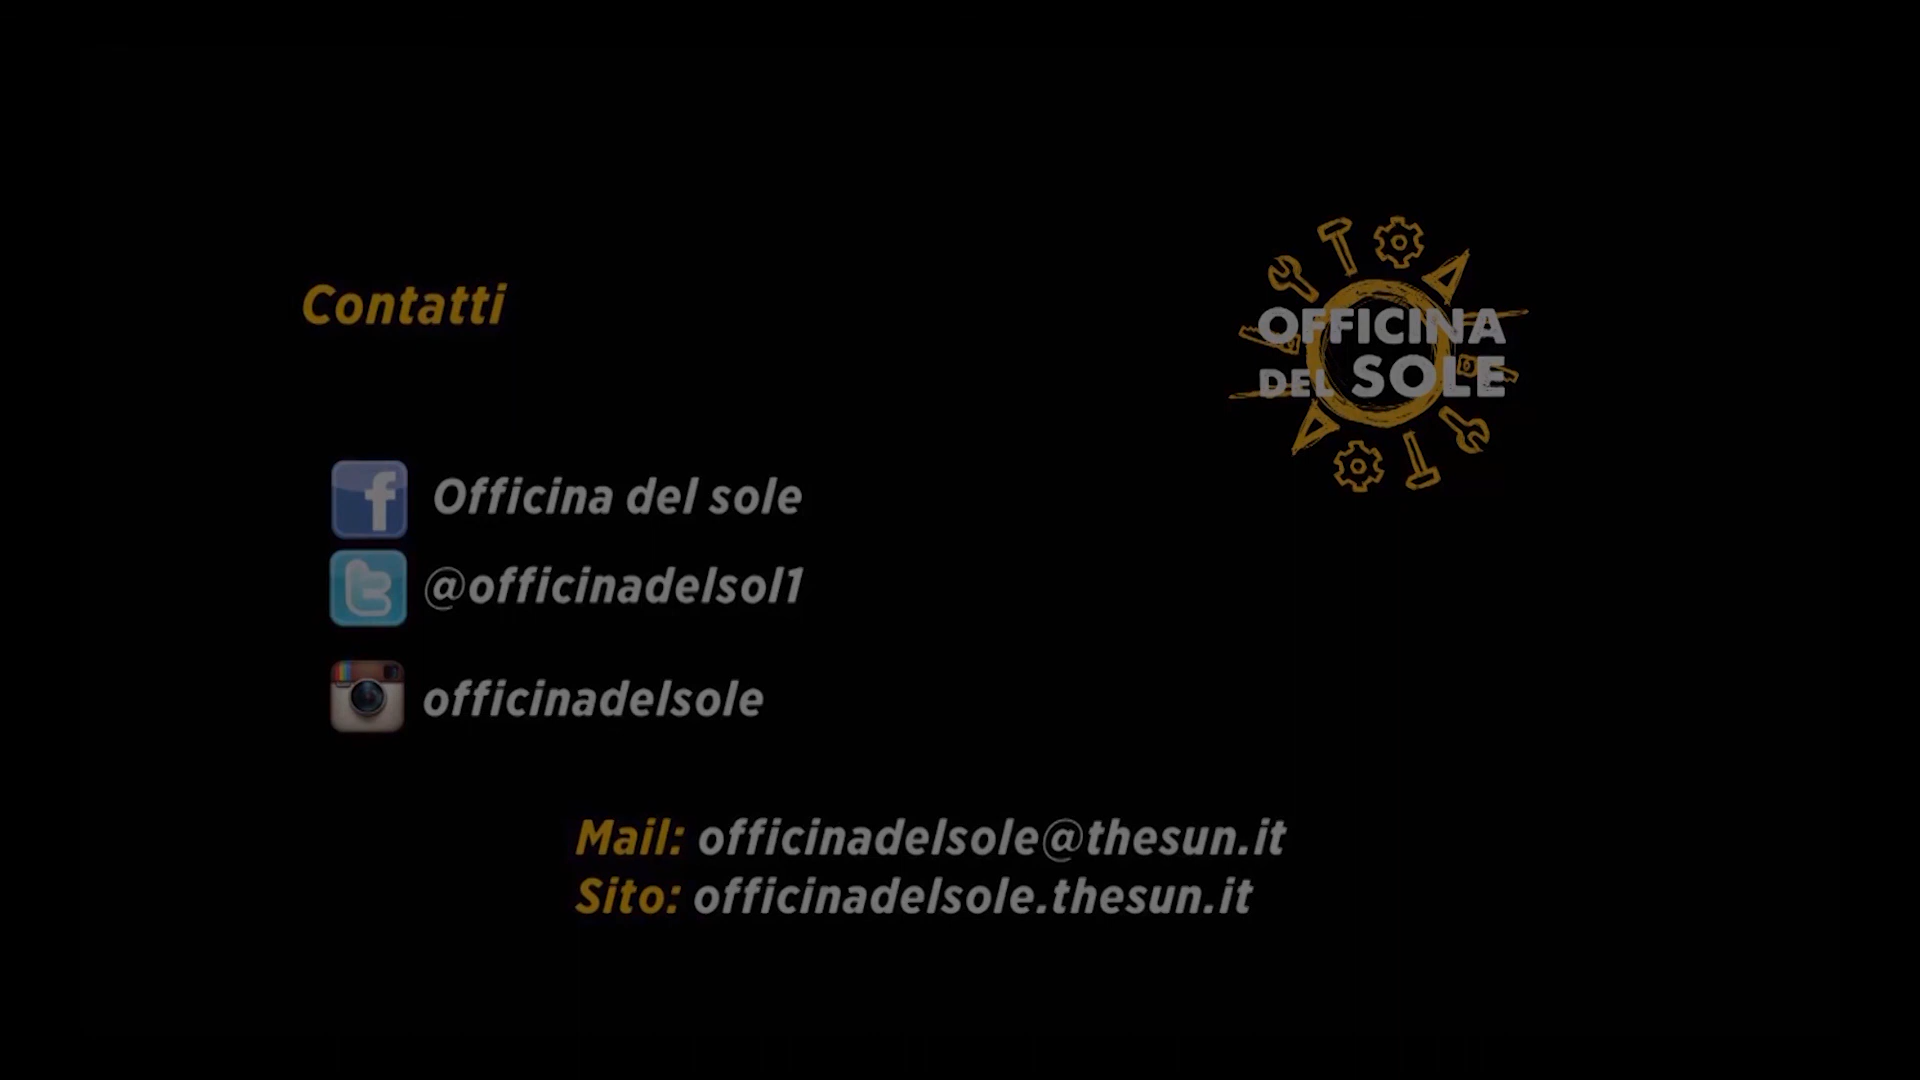 Contatti
OFFICINA
DEL SOLE
Officina del sole
@officinadelsol1
officinadelsole
Mail: officinadelsole@thesun.it
Sito: officinadelsole.thesun.it